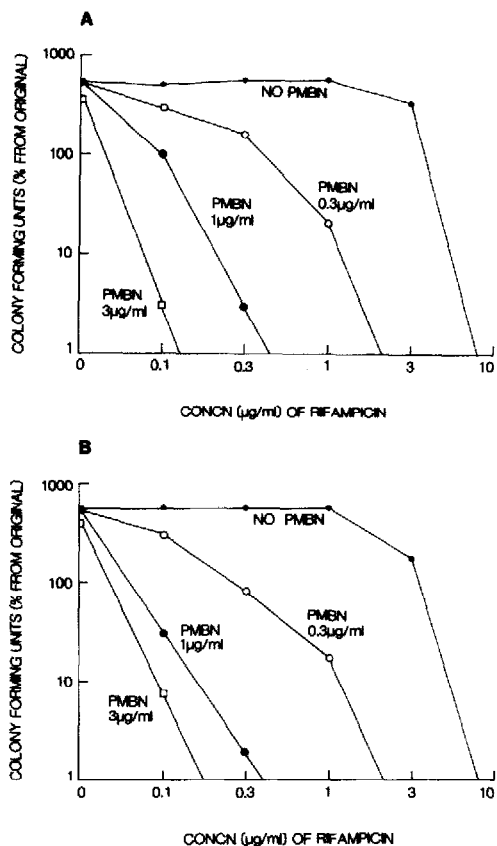 A
COLONY FORMING UNITS (% FROM ORIGINAL)
1000
100
10
1
NO PMBN
PMBN
0.3µg/ml
PMBN
1µg/ml
PMBN
3µg/ml
0 0.1 0.3 1 3 10
CONCN (µg/ml) OF RIFAMPICIN
B
COLONY FORMING UNITS (% FROM ORIGINAL)
1000
100
10
1
NO PMBN
PMBN
1µg/ml
PMBN
0.3µg/ml
PMBN
3µg/ml
0 0.1 0.3 1 3 10
CONCN (µg/ml) OF RIFAMPICIN